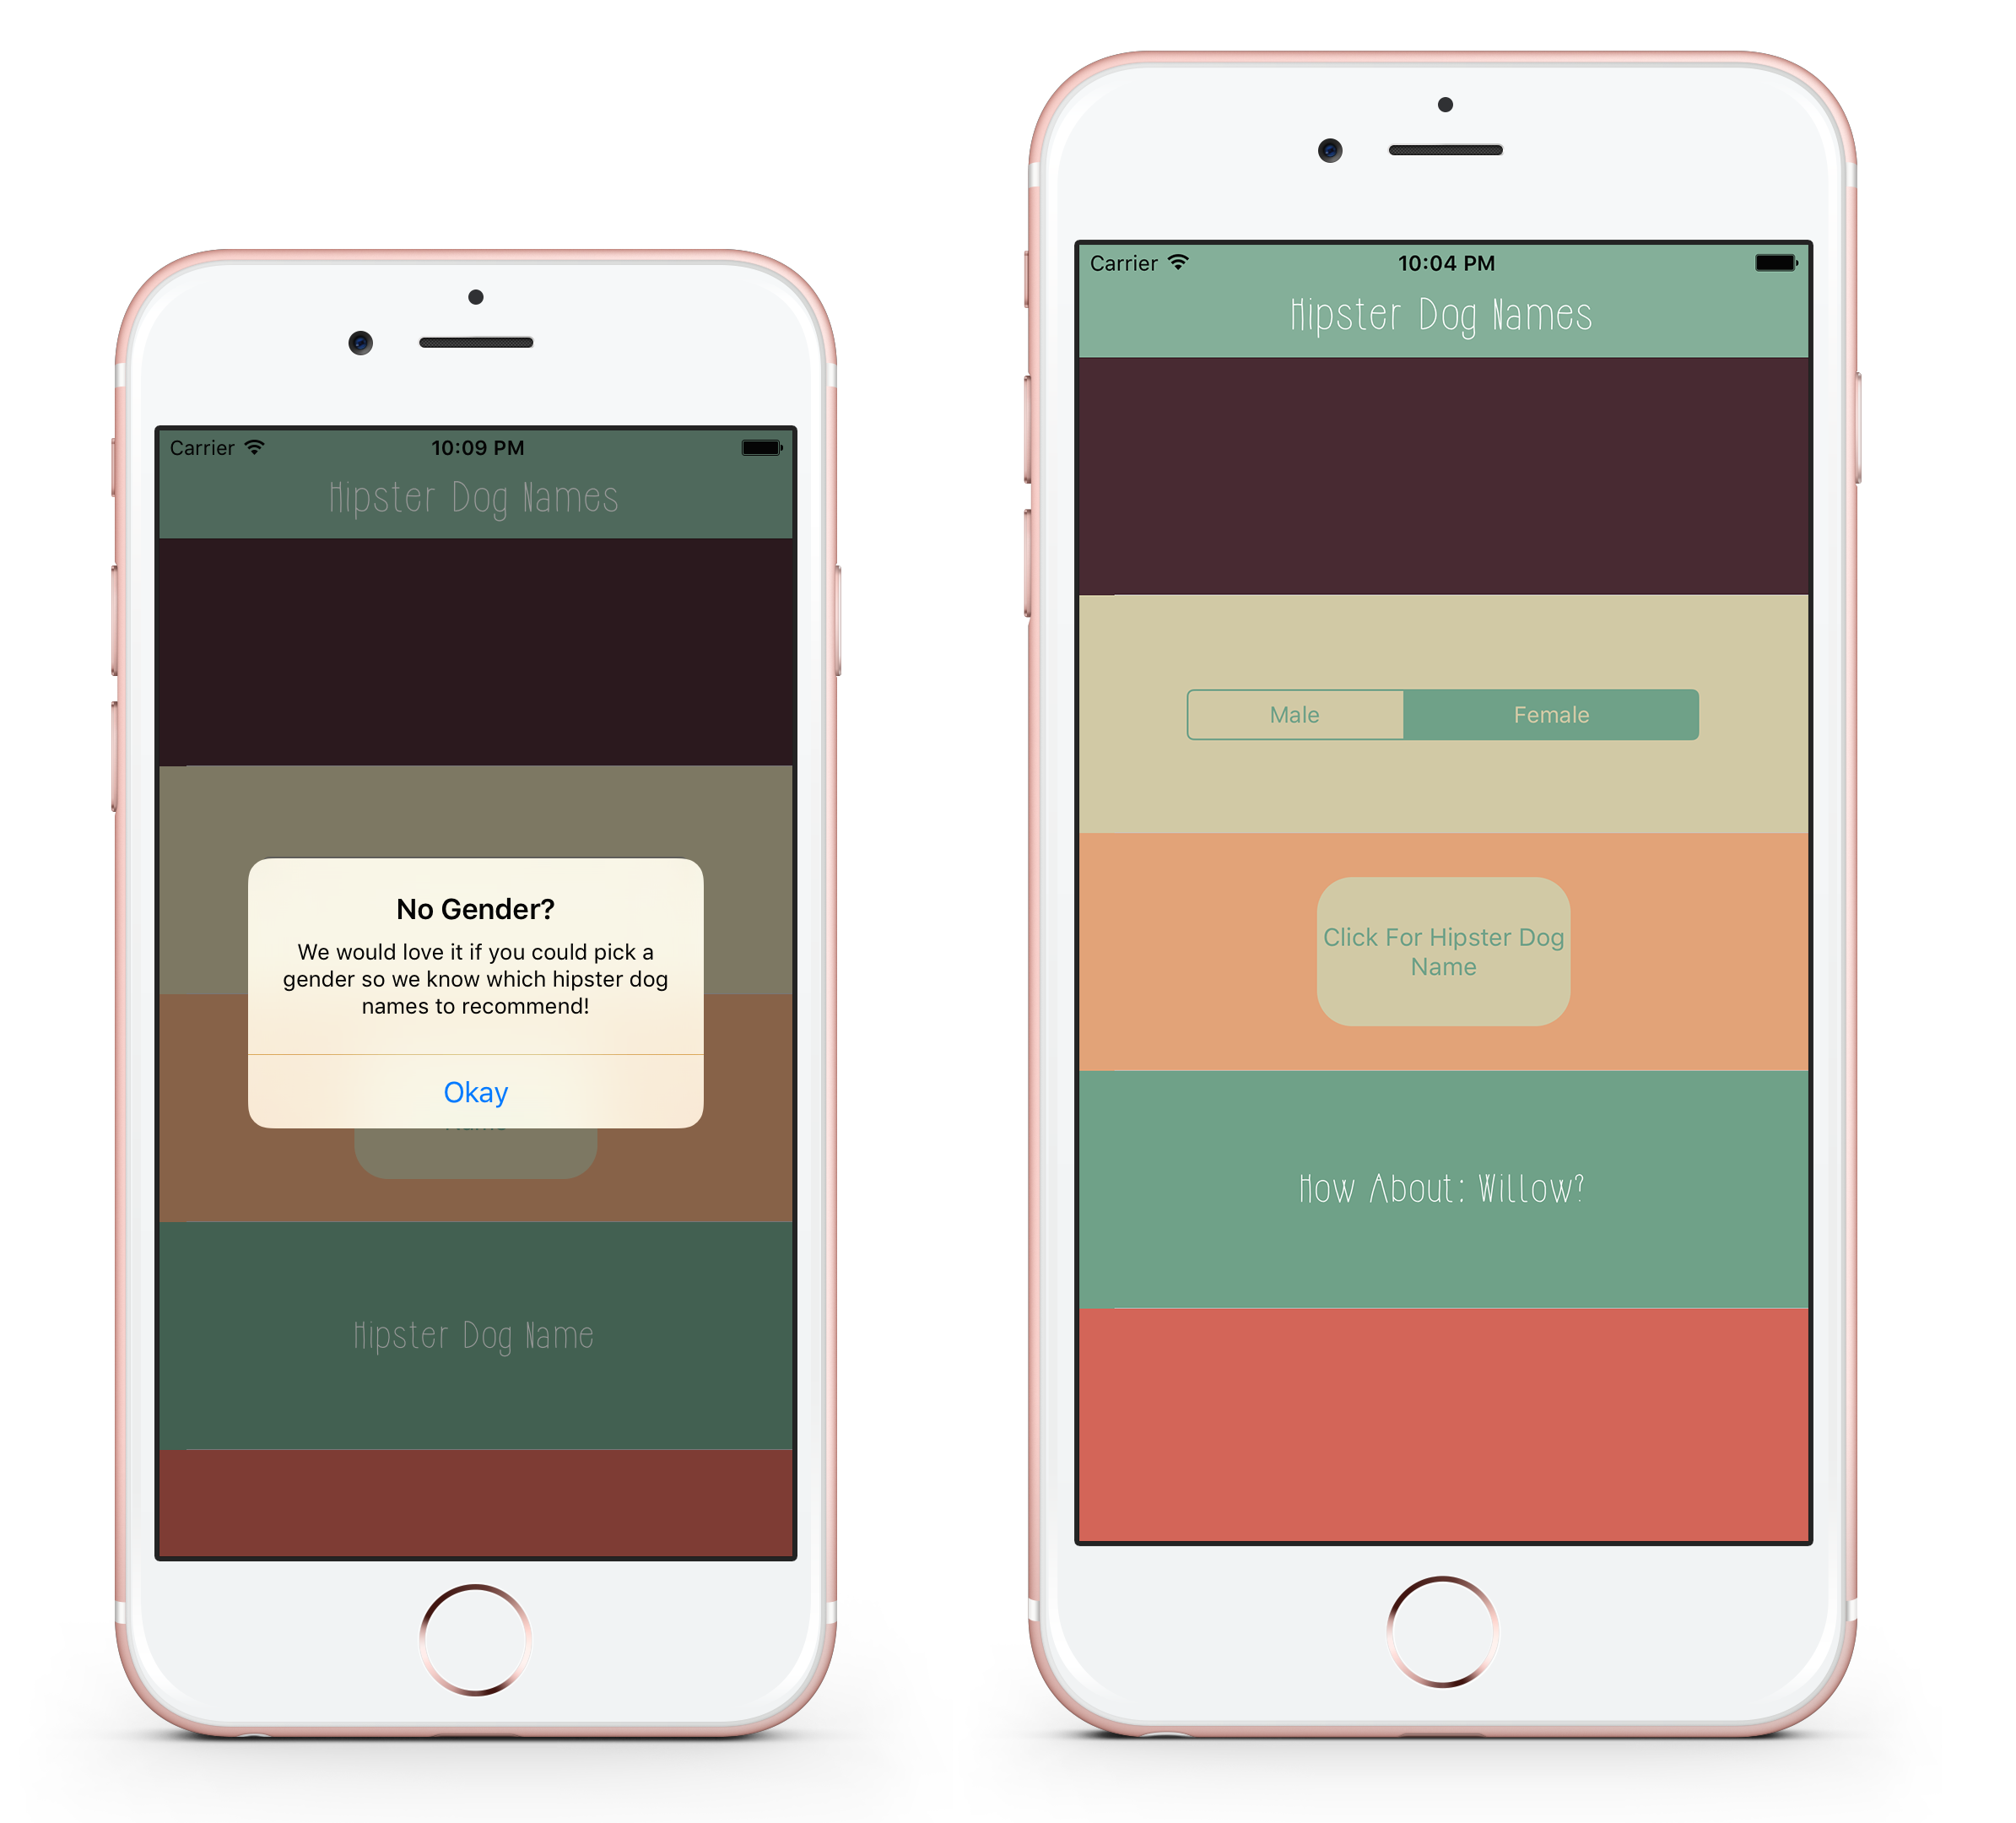 Carrier 10:09 PM
Hipster Dog Names
No Gender?
We would love it if you could pick a
gender so we know which hipster dog
names to recommend!
Okay
Name
Hipster Dog Name
Carrier 10:04 PM
Hipster Dog Names
Male Female
Click For Hipster Dog
Name
How About: Willow?